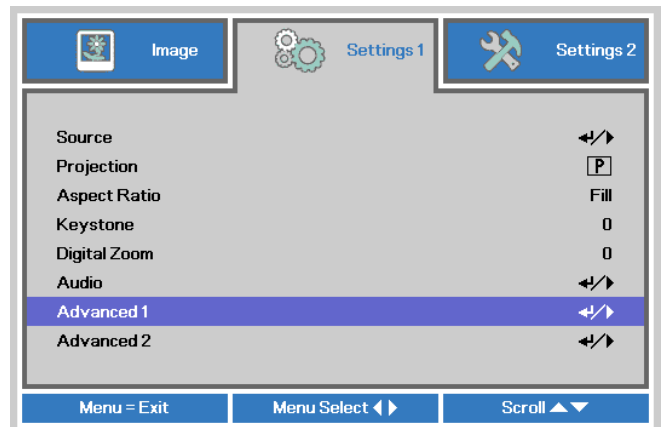 Image Settings 1 Settings 2
Source ↵/▶
Projection P
Aspect Ratio Fill
Keystone 0
Digital Zoom 0
Audio ↵/▶
Advanced 1 ↵/▶
Advanced 2 ↵/▶
Menu = Exit Menu Select ◀▶ Scroll ▲▼